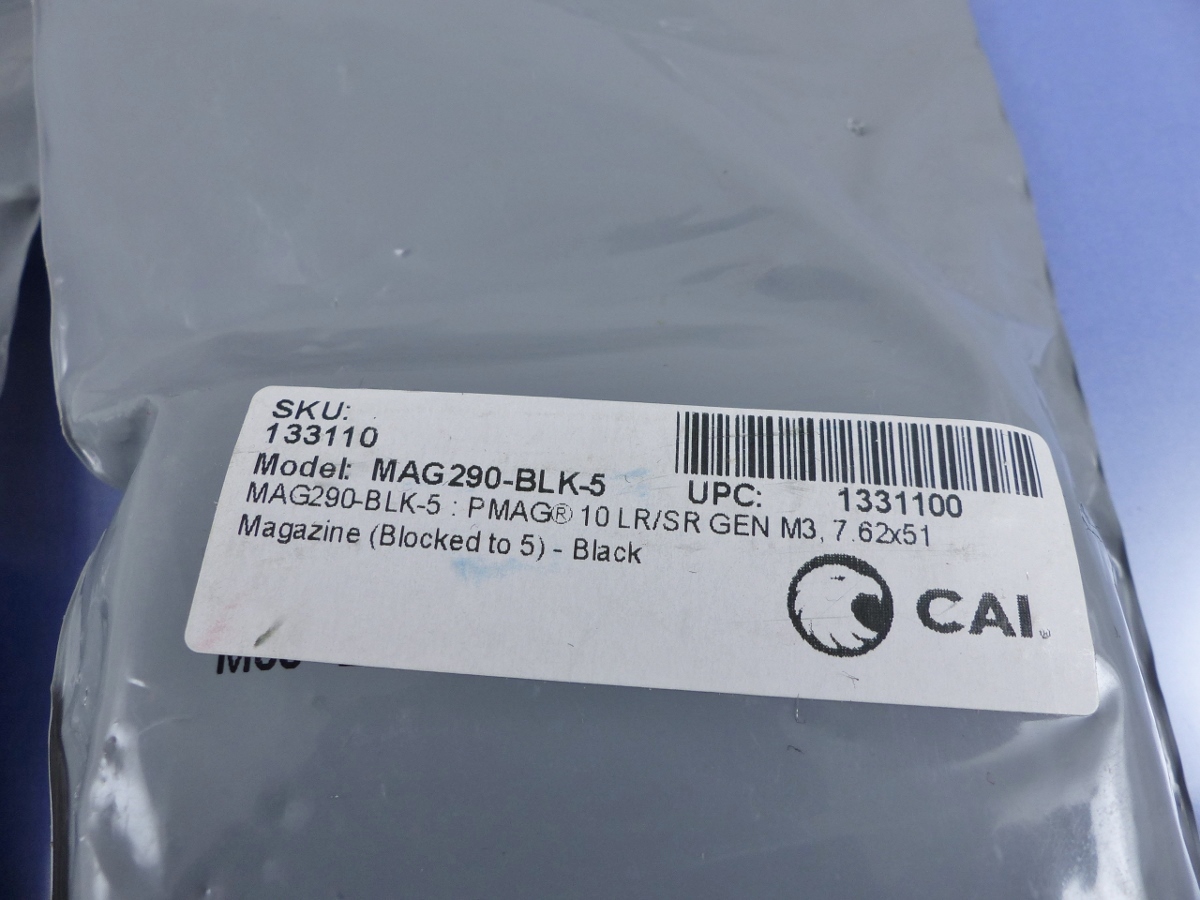 SKU:
133110
Model: MAG290-BLK-5
UPC: 1331100
MAG290-BLK-5 : PMAG® 10 LR/SR GEN M3, 7.62x51
Magazine (Blocked to 5) - Black
CAI